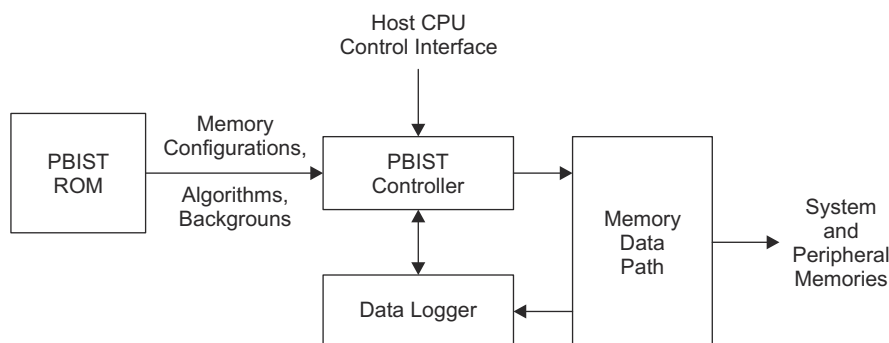 Host CPU
Control Interface
PBIST
ROM
Memory
Configurations,
Algorithms,
Backgrouns
PBIST
Controller
Memory
Data
Path
System
and
Peripheral
Memories
Data Logger